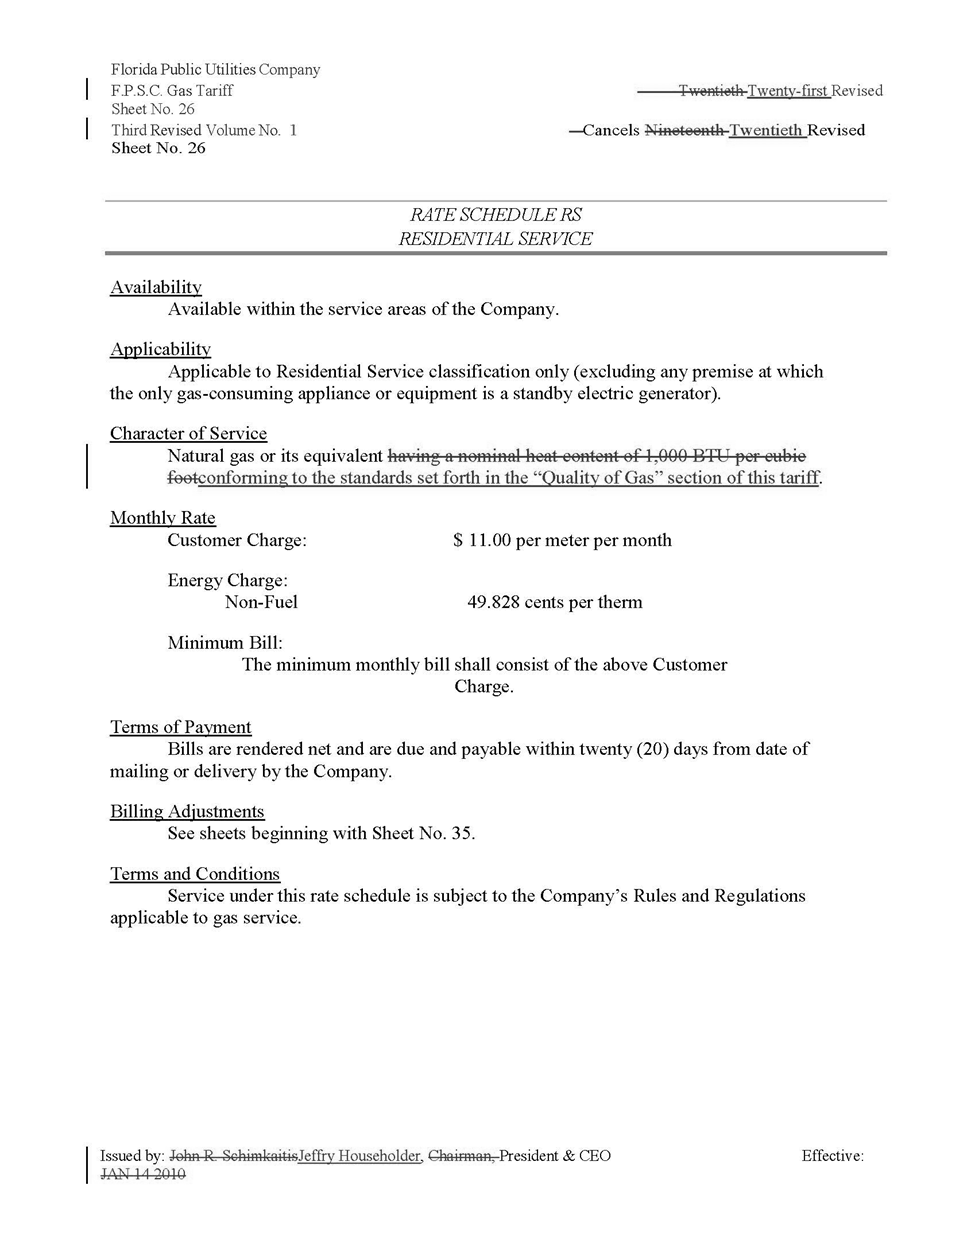 Florida Public Utilities Company
F.P.S.C. Gas Tariff Twentieth Twenty-first Revised
Sheet No. 26
Third Revised Volume No. 1 Cancels Nineteenth Twentieth Revised
Sheet No. 26
RATE SCHEDULE RS
RESIDENTIAL SERVICE
Availability
Available within the service areas of the Company.
Applicability
Applicable to Residential Service classification only (excluding any premise at which
the only gas-consuming appliance or equipment is a standby electric generator).
Character of Service
Natural gas or its equivalent having a nominal heat content of 1,000 BTU per cubic
footconforming to the standards set forth in the “Quality of Gas” section of this tariff.
Monthly Rate
Customer Charge: $ 11.00 per meter per month
Energy Charge:
Non-Fuel 49.828 cents per therm
Minimum Bill:
The minimum monthly bill shall consist of the above Customer
Charge.
Terms of Payment
Bills are rendered net and are due and payable within twenty (20) days from date of
mailing or delivery by the Company.
Billing Adjustments
See sheets beginning with Sheet No. 35.
Terms and Conditions
Service under this rate schedule is subject to the Company’s Rules and Regulations
applicable to gas service.
Issued by: John R. SchimkaitisJeffry Householder, Chairman, President & CEO Effective:
JAN 14 2010